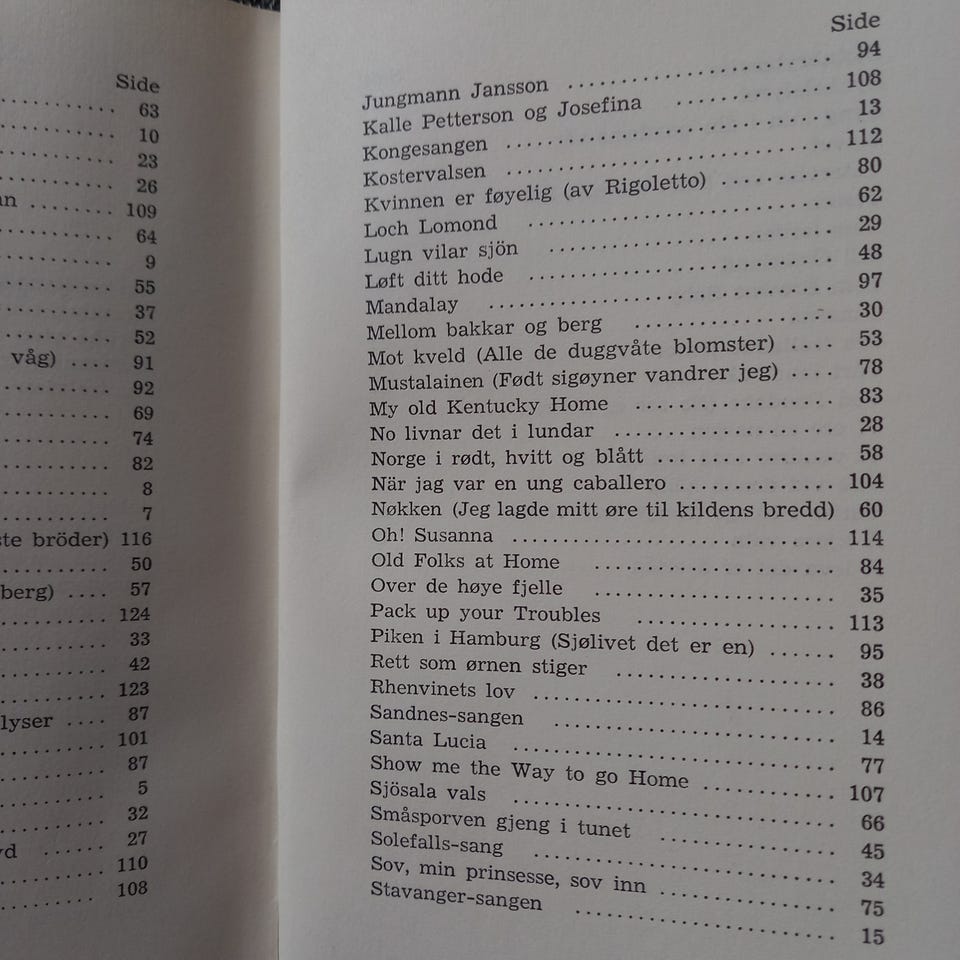 Side
63
10
23
26
nn ........ 109
64
9
55
37
52
våg) .... 91
92
69
74
82
8
7
ste bröder) 116
50
berg) .... 57
124
33
42
123
lyser .... 87
101
87
5
32
27
110
108
Side
Jungmann Jansson .................... 94
Kalle Petterson og Josefina ............ 108
Kongesangen ......................... 13
Kostervalsen ......................... 112
Kvinnen er føyelig (av Rigoletto) ......... 80
Loch Lomond ........................ 62
Lugn vilar sjön ...................... 29
Løft ditt hode ........................ 48
Mandalay ........................... 97
Mellom bakkar og berg ................ 30
Mot kveld (Alle de duggvåte blomster) .... 53
Mustalainen (Født sigøyner vandrer jeg) .... 78
My old Kentucky Home ................ 83
No livnar det i lundar .................. 28
Norge i rødt, hvitt og blått .............. 58
När jag var en ung caballero ............. 104
Nøkken (Jeg lagde mitt øre til kildens bredd) 60
Oh! Susanna .......................... 114
Old Folks at Home .................... 84
Over de høye fjelle .................... 35
Pack up your Troubles ................ 113
Piken i Hamburg (Sjølivet det er en) ...... 95
Rett som ørnen stiger .................. 38
Rhenvinets lov ........................ 86
Sandnes-sangen ...................... 14
Santa Lucia .......................... 77
Show me the Way to go Home ............ 107
Sjösala vals .......................... 66
Småsporven gjeng i tunet .............. 45
Solefalls-sang ........................ 34
Sov, min prinsesse, sov inn .............. 75
Stavanger-sangen ...................... 15